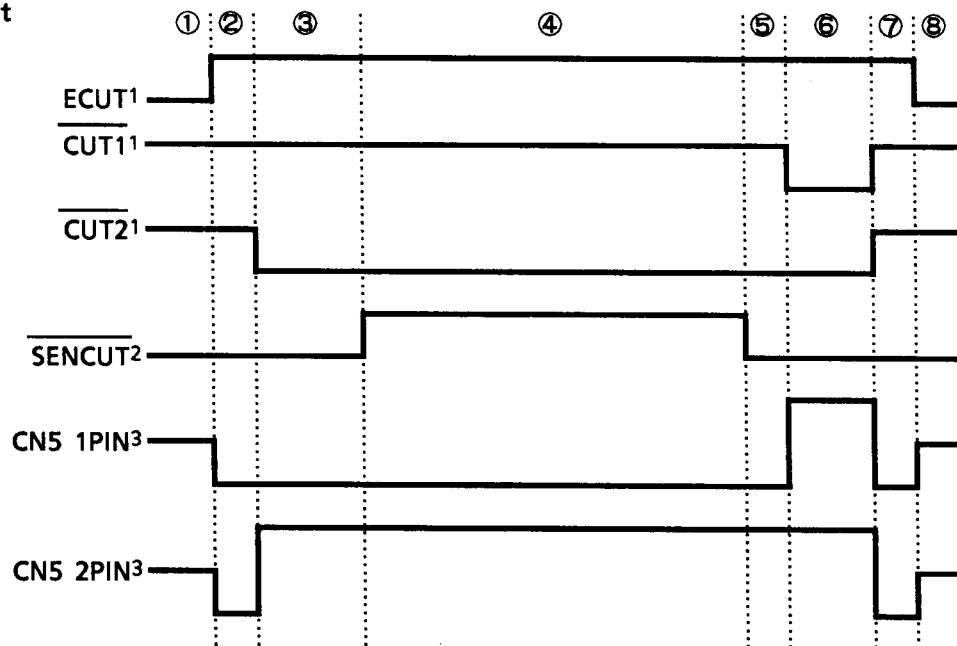 t
① ② ③ ④ ⑤ ⑥ ⑦ ⑧
ECUT1
CUT11
CUT21
SENCUT2
CN5 1PIN3
CN5 2PIN3